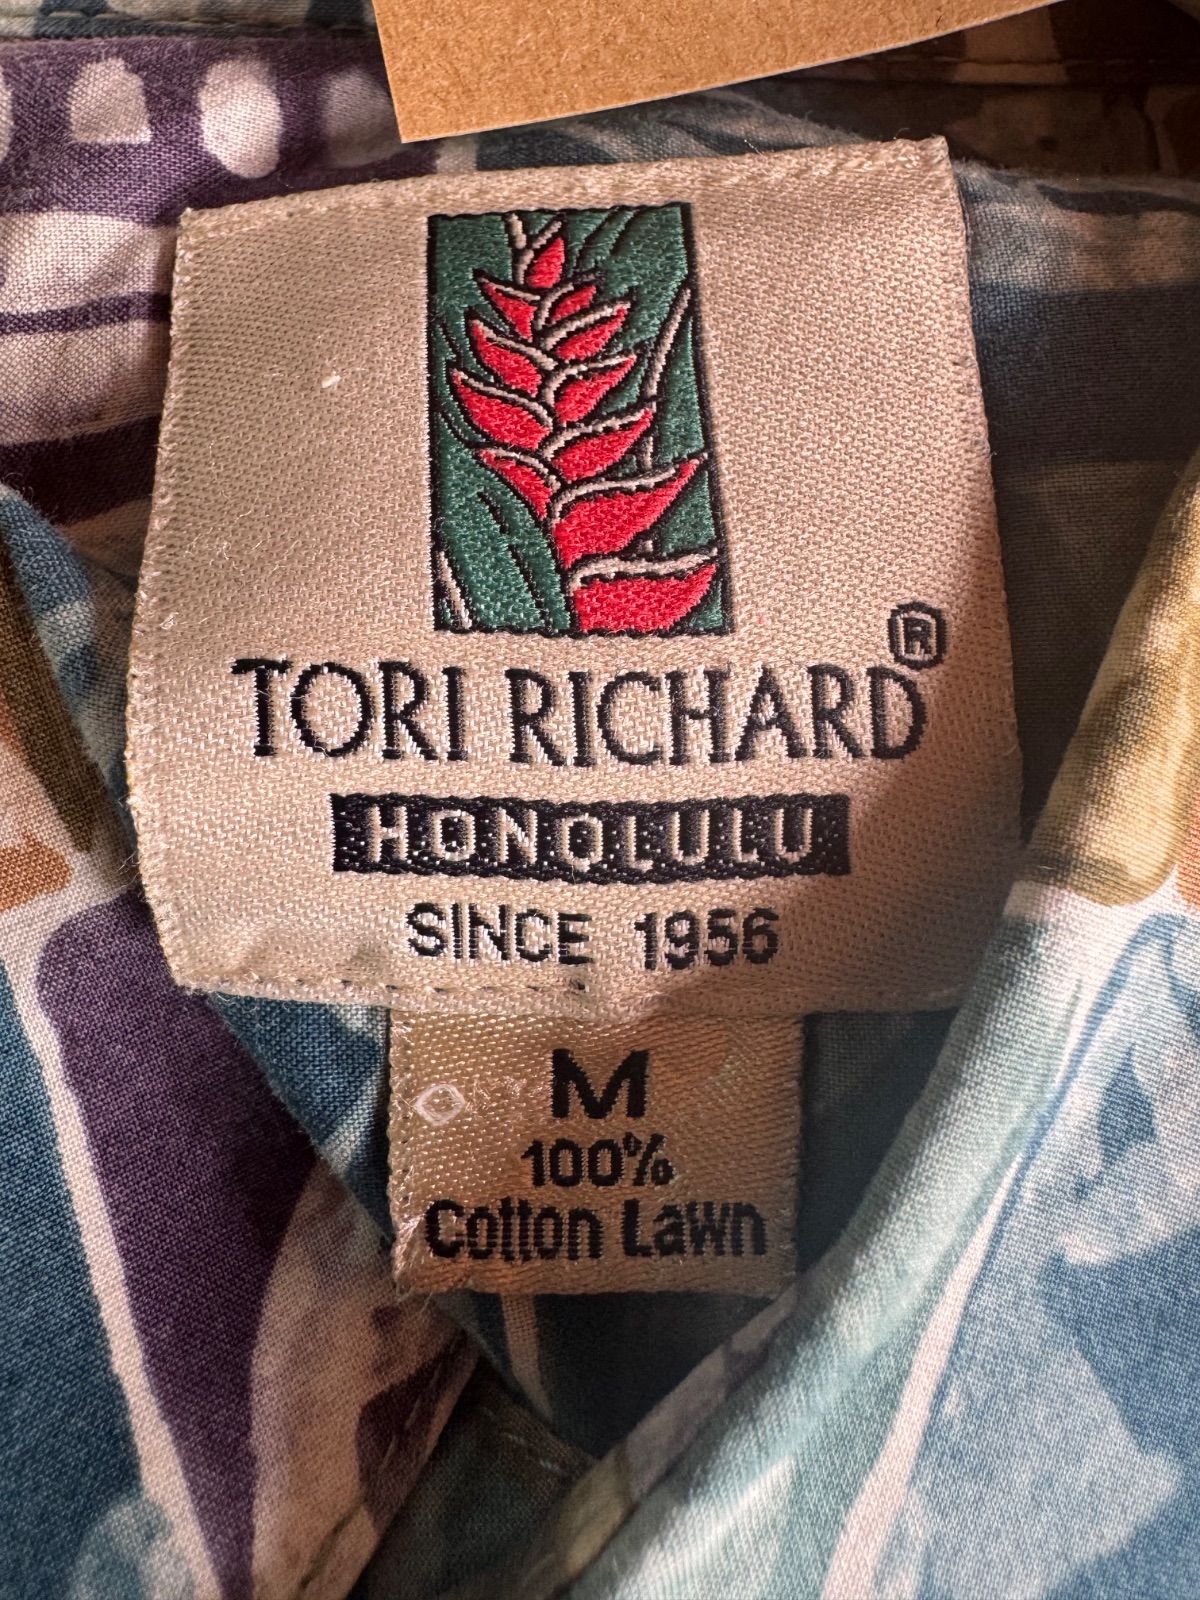 TORI RICHARD®
HONOLULU
SINCE 1956
M
100%
Cotton Lawn